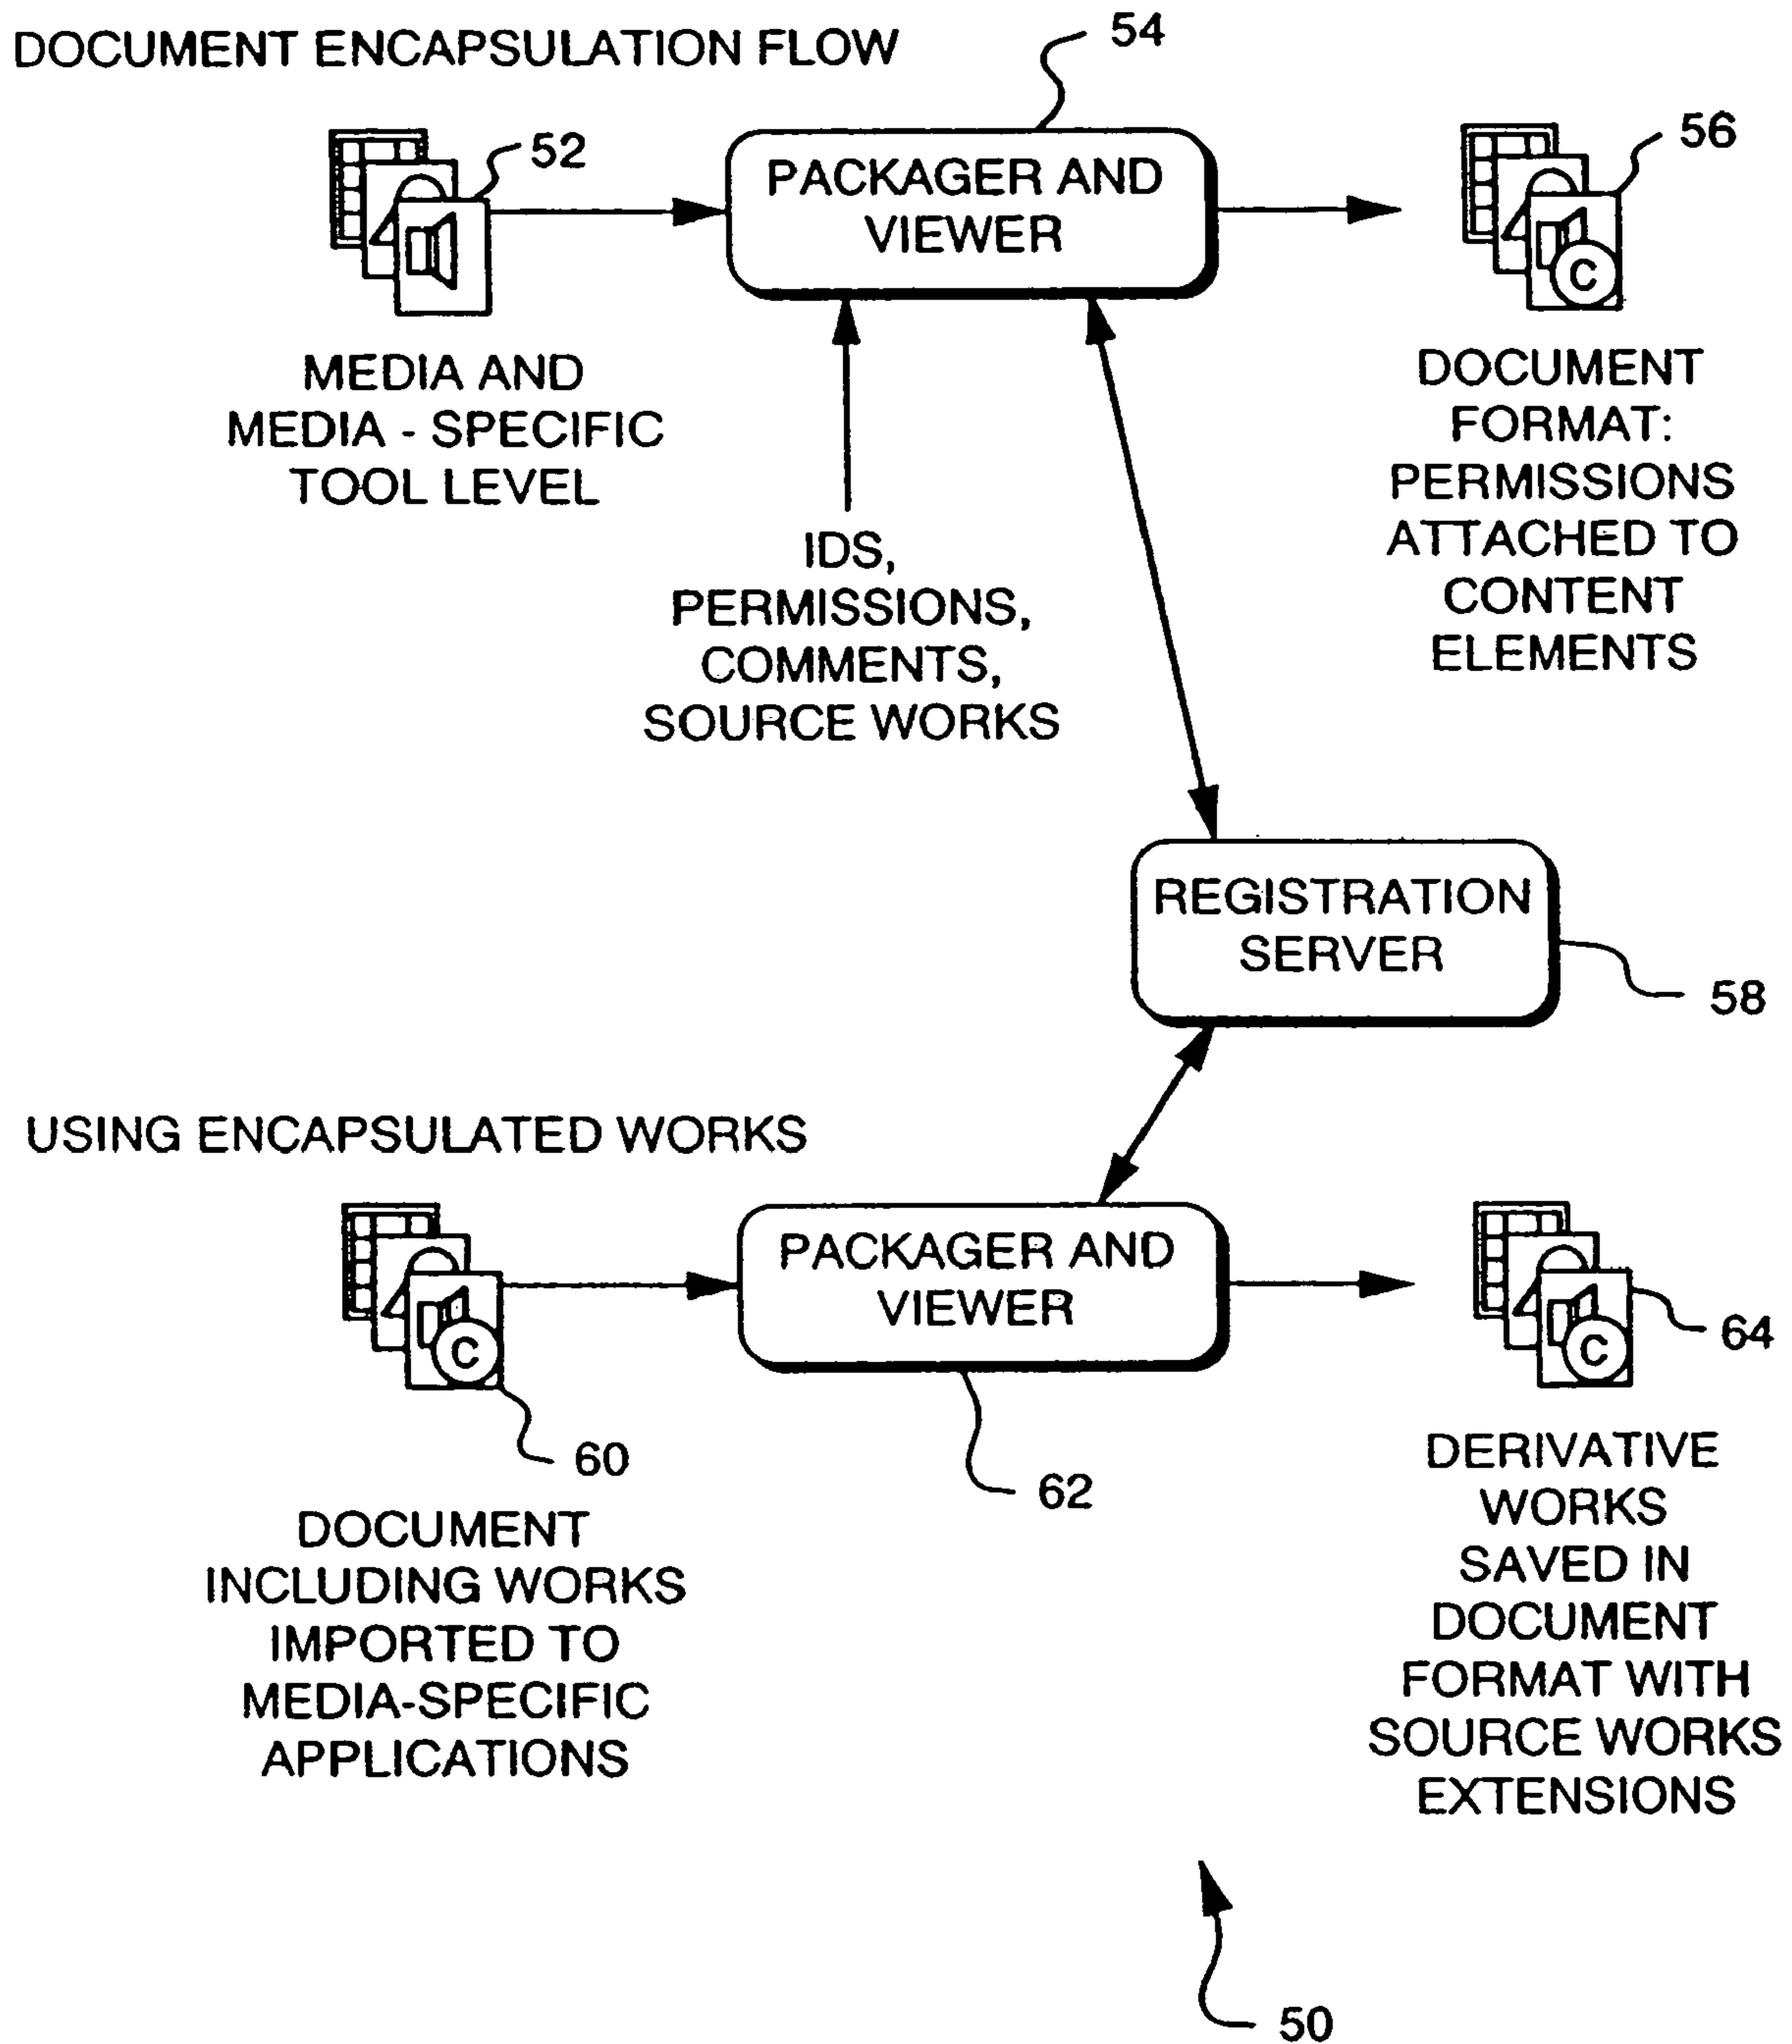 DOCUMENT ENCAPSULATION FLOW
54
52
PACKAGER AND
VIEWER
56
C
MEDIA AND
MEDIA - SPECIFIC
TOOL LEVEL
IDS,
PERMISSIONS,
COMMENTS,
SOURCE WORKS
DOCUMENT
FORMAT:
PERMISSIONS
ATTACHED TO
CONTENT
ELEMENTS
REGISTRATION
SERVER
58
USING ENCAPSULATED WORKS
C
60
PACKAGER AND
VIEWER
62
C
64
DOCUMENT
INCLUDING WORKS
IMPORTED TO
MEDIA-SPECIFIC
APPLICATIONS
DERIVATIVE
WORKS
SAVED IN
DOCUMENT
FORMAT WITH
SOURCE WORKS
EXTENSIONS
50